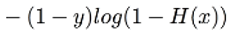 − (1 − y)log(1 − H(x))